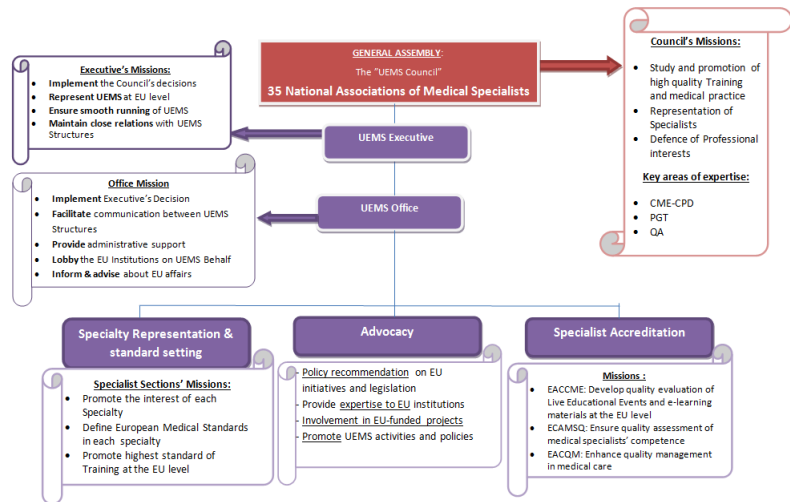 GENERAL ASSEMBLY:
The "UEMS Council"
35 National Associations of Medical Specialists
Council's Missions:
• Study and promotion of
high quality Training
and medical practice
• Representation of
Specialists
• Defence of Professional
interests
Key areas of expertise:
• CME-CPD
• PGT
• QA
Executive's Missions:
• Implement the Council's decisions
• Represent UEMS at EU level
• Ensure smooth running of UEMS
• Maintain close relations with UEMS
Structures
UEMS Executive
Office Mission
• Implement Executive's Decision
• Facilitate communication between UEMS
Structures
• Provide administrative support
• Lobby the EU Institutions on UEMS Behalf
• Inform & advise about EU affairs
UEMS Office
Specialty Representation &
standard setting
Specialist Sections' Missions:
• Promote the interest of each
Specialty
• Define European Medical Standards
in each specialty
• Promote highest standard of
Training at the EU level
Advocacy
- Policy recommendation on EU
initiatives and legislation
- Provide expertise to EU institutions
- Involvement in EU-funded projects
- Promote UEMS activities and policies
Specialist Accreditation
Missions :
• EACCME: Develop quality evaluation of
Live Educational Events and e-learning
materials at the EU level
• ECAMSQ: Ensure quality assessment of
medical specialists' competence
• EACQM: Enhance quality management
in medical care